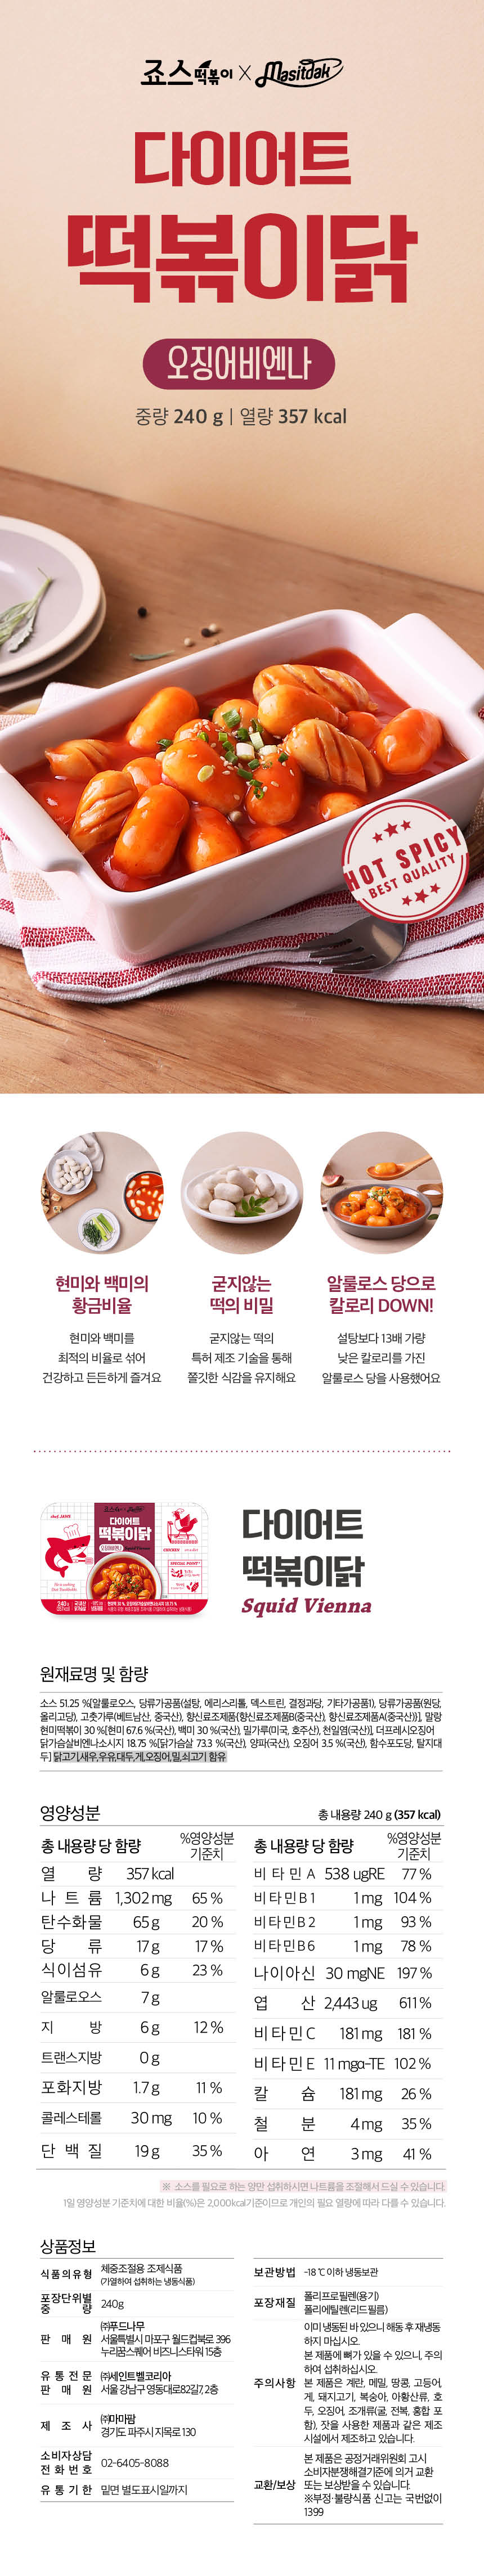 죠스떡볶이 X Masitdak
다이어트
떡볶이닭
오징어비엔나
중량 240 g | 열량 357 kcal
HOT SPICY
BEST QUALITY
현미와 백미의
황금비율
현미와 백미를
최적의 비율로 섞어
건강하고 든든하게 즐겨요
굳지않는
떡의 비밀
굳지않는 떡의
특허 제조 기술을 통해
쫄깃한 식감을 유지해요
알룰로스 당으로
칼로리 DOWN!
설탕보다 13배 가량
낮은 칼로리를 가진
알룰로스 당을 사용했어요
다이어트
떡볶이닭
오징어비엔나
다이어트
떡볶이닭
Squid Vienna
원재료명 및 함량
소스 51.25 %[알룰로오스, 당류가공품(설탕, 에리스리톨, 덱스트린, 결정과당, 기타가공품1), 당류가공품(원당,
올리고당), 고춧가루(베트남산, 중국산), 향신료조제품[향신료조제품B(중국산), 향신료조제품A(중국산)], 말랑
현미떡볶이 30 %[현미 67.6 %(국산), 백미 30 %(국산), 밀가루(미국, 호주산), 천일염(국산)], 더프레시오징어
닭가슴살비엔나소시지 18.75 %[닭가슴살 73.3 %(국산), 양파(국산), 오징어 3.5 %(국산), 함수포도당, 탈지대
두] 닭고기,새우,우유,대두,게,오징어,밀,쇠고기 함유
영양성분
총 내용량 240 g (357 kcal)
총 내용량 당 함량 %영양성분 기준치
열 량 357 kcal
나 트 륨 1,302 mg 65 %
탄수화물 65 g 20 %
당 류 17 g 17 %
식이섬유 6 g 23 %
알룰로오스 7 g
지 방 6 g 12 %
트랜스지방 0 g
포화지방 1.7 g 11 %
콜레스테롤 30 mg 10 %
단 백 질 19 g 35 %
총 내용량 당 함량 %영양성분 기준치
비 타 민 A 538 ugRE 77 %
비타민B1 1 mg 104 %
비타민B2 1 mg 93 %
비타민B6 1 mg 78 %
나이아신 30 mgNE 197 %
엽 산 2,443 ug 611 %
비타민C 181 mg 181 %
비타민E 11 mgα-TE 102 %
칼 슘 181 mg 26 %
철 분 4 mg 35 %
아 연 3 mg 41 %
※ 소스를 필요로 하는 양만 섭취하시면 나트륨을 조절해서 드실 수 있습니다.
1일 영양성분 기준치에 대한 비율(%)은 2,000kcal기준이므로 개인의 필요 열량에 따라 다를 수 있습니다.
상품정보
식품의유형 체중조절용 조제식품
(가열하여 섭취하는 냉동식품)
포장단위별
중 량 240g
판 매 원 ㈜푸드나무
서울특별시 마포구 월드컵북로 396
누리꿈스퀘어 비즈니스타워 15층
유 통 전 문
판 매 원 ㈜세인트벨코리아
서울 강남구 영동대로82길7, 2층
제 조 사 ㈜마마팜
경기도 파주시 지목로 130
소비자상담
전 화 번 호 02-6405-8088
유 통 기 한 밑면 별도표시일까지
보관방법 -18 ℃ 이하 냉동보관
포장재질 폴리프로필렌(용기)
폴리에틸렌(리드필름)
주의사항 이미 냉동된 바 있으니 해동 후 재냉동
하지 마십시오.
본 제품에 뼈가 있을 수 있으니, 주의
하여 섭취하십시오.
본 제품은 계란, 메밀, 땅콩, 고등어,
게, 돼지고기, 복숭아, 아황산류, 호
두, 오징어, 조개류(굴, 전복, 홍합 포
함), 잣을 사용한 제품과 같은 제조
시설에서 제조하고 있습니다.
교환/보상 본 제품은 공정거래위원회 고시
소비자분쟁해결기준에 의거 교환
또는 보상받을 수 있습니다.
※부정·불량식품 신고는 국번없이
1399